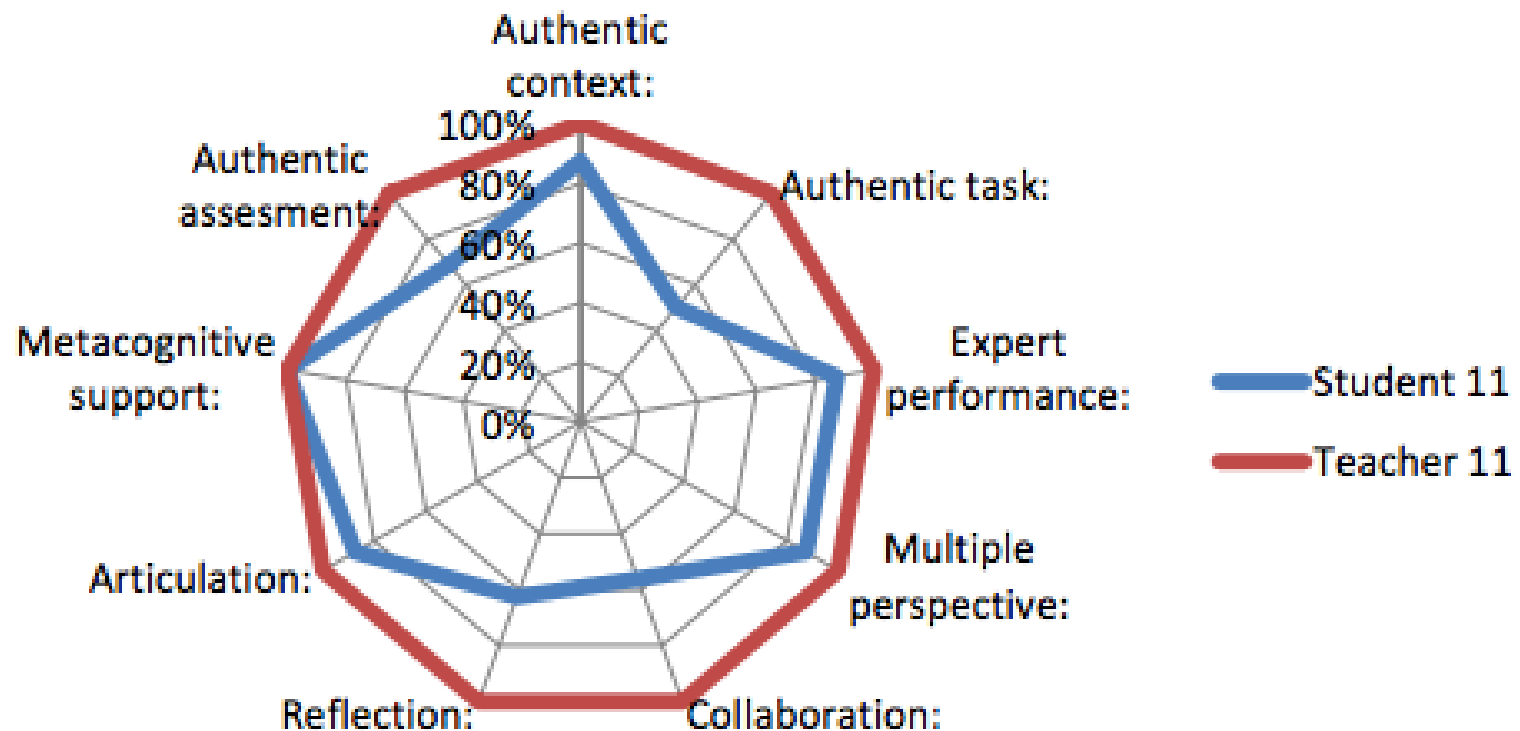 Authentic
context:
100%
80%
60%
40%
20%
0%
Authentic task:
Expert
performance:
Multiple
perspective:
Collaboration:
Reflection:
Articulation:
Metacognitive
support:
Authentic
assesment:
Student 11
Teacher 11